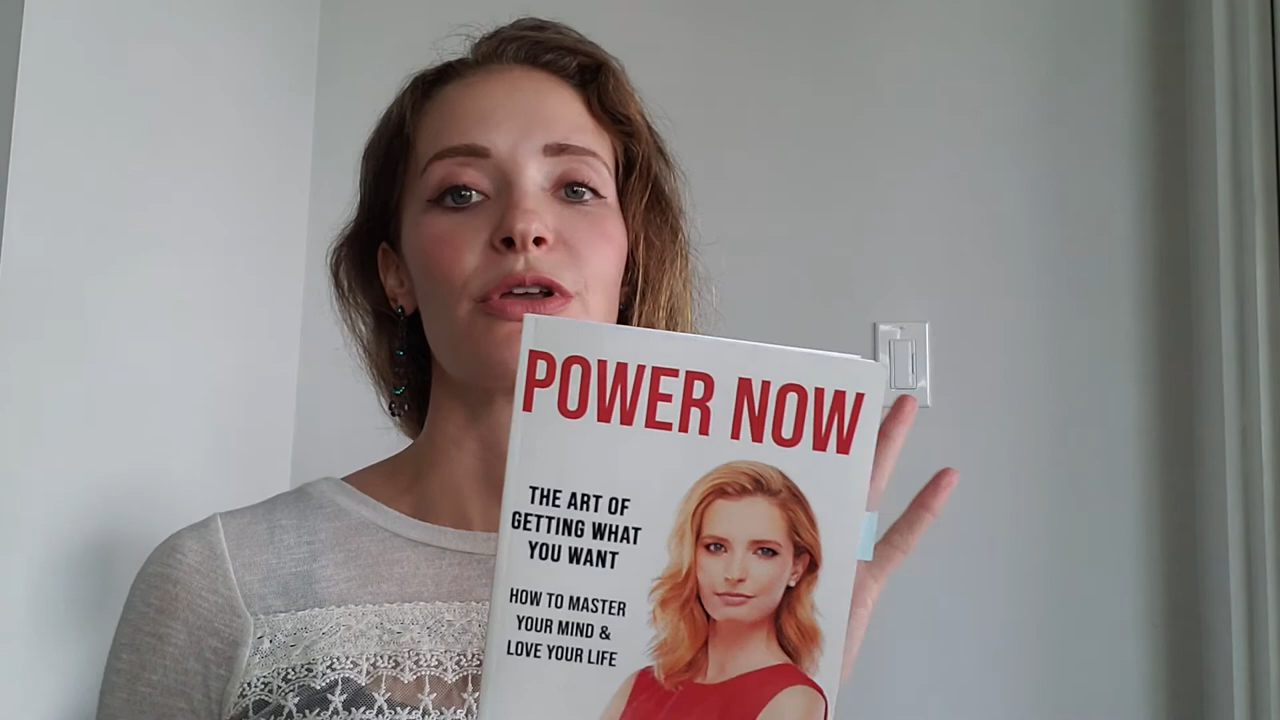 POWER NOW
THE ART OF
GETTING WHAT
YOU WANT
HOW TO MASTER
YOUR MIND &
LOVE YOUR LIFE